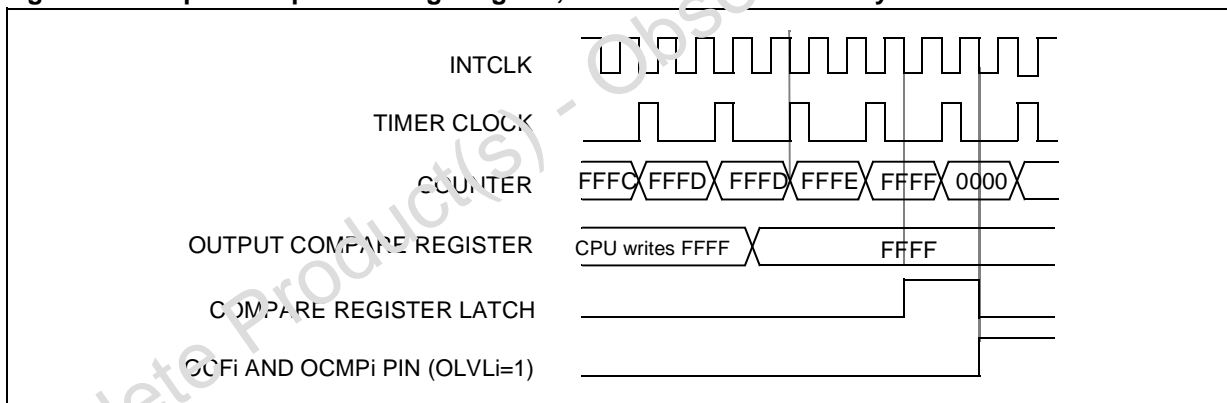 INTCLK
TIMER CLOCK
COUNTER
FFFC FFFD FFFD FFFE FFFF 0000
OUTPUT COMPARE REGISTER
CPU writes FFFF FFFF
COMPARE REGISTER LATCH
OCFi AND OCMPi PIN (OLVLi=1)